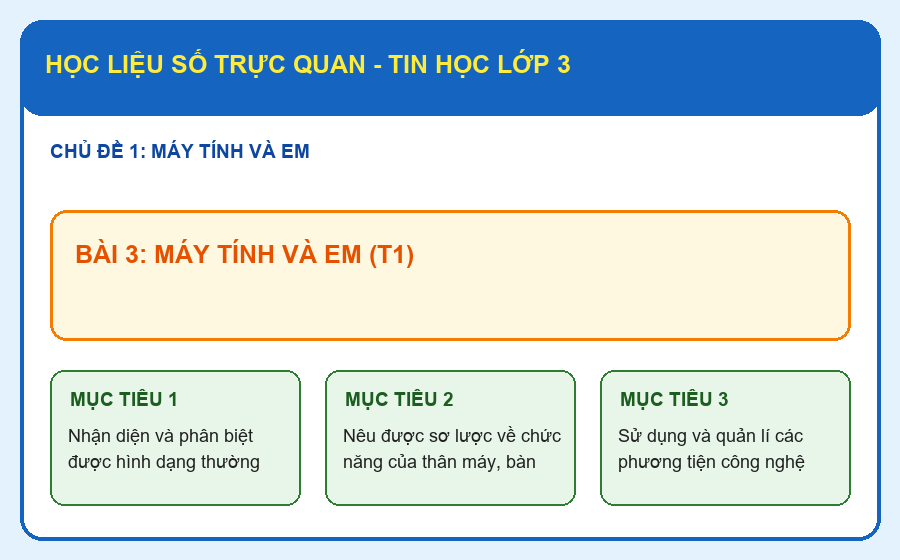 HỌC LIỆU SỐ TRỰC QUAN - TIN HỌC LỚP 3
CHỦ ĐỀ 1: MÁY TÍNH VÀ EM
BÀI 3: MÁY TÍNH VÀ EM (T1)
MỤC TIÊU 1
Nhận diện và phân biệt
được hình dạng thường
MỤC TIÊU 2
Nêu được sơ lược về chức
năng của thân máy, bàn
MỤC TIÊU 3
Sử dụng và quản lí các
phương tiện công nghệ